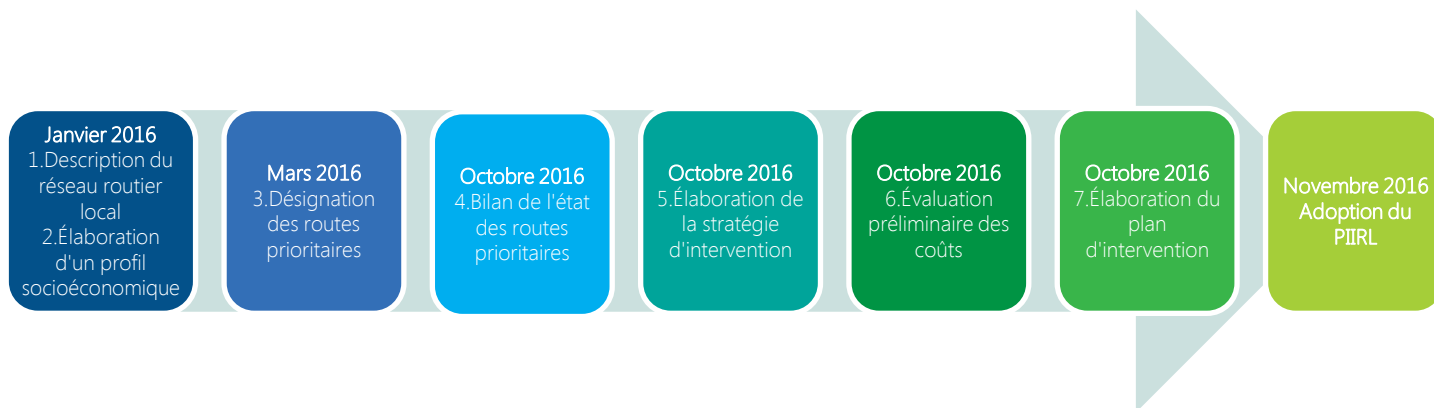 Janvier 2016
1.Description du
réseau routier
local
2.Élaboration
d'un profil
socioéconomique
Mars 2016
3.Désignation
des routes
prioritaires
Octobre 2016
4.Bilan de l'état
des routes
prioritaires
Octobre 2016
5.Élaboration de
la stratégie
d'intervention
Octobre 2016
6.Évaluation
préliminaire des
coûts
Octobre 2016
7.Élaboration du
plan
d'intervention
Novembre 2016
Adoption du
PIIRL